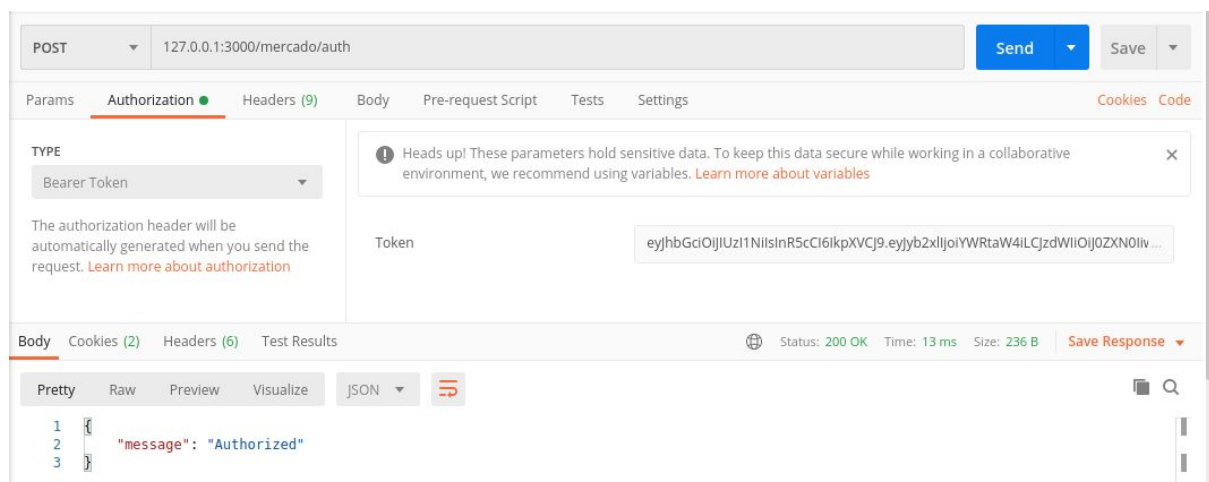 POST 127.0.0.1:3000/mercado/auth Send Save
Params Authorization Headers (9) Body Pre-request Script Tests Settings Cookies Code
TYPE
Bearer Token
The authorization header will be
automatically generated when you send the
request. Learn more about authorization
Heads up! These parameters hold sensitive data. To keep this data secure while working in a collaborative
environment, we recommend using variables. Learn more about variables
Token eyJhbGciOiJIUzI1NiIsInR5cCI6IkpXVCJ9.eyJyb2xlIjoiYWRtaW4iLCJzdWIiOiJ0ZXN0Iiw...
Body Cookies (2) Headers (6) Test Results Status: 200 OK Time: 13 ms Size: 236 B Save Response
Pretty Raw Preview Visualize JSON
1 {
2 "message": "Authorized"
3 }